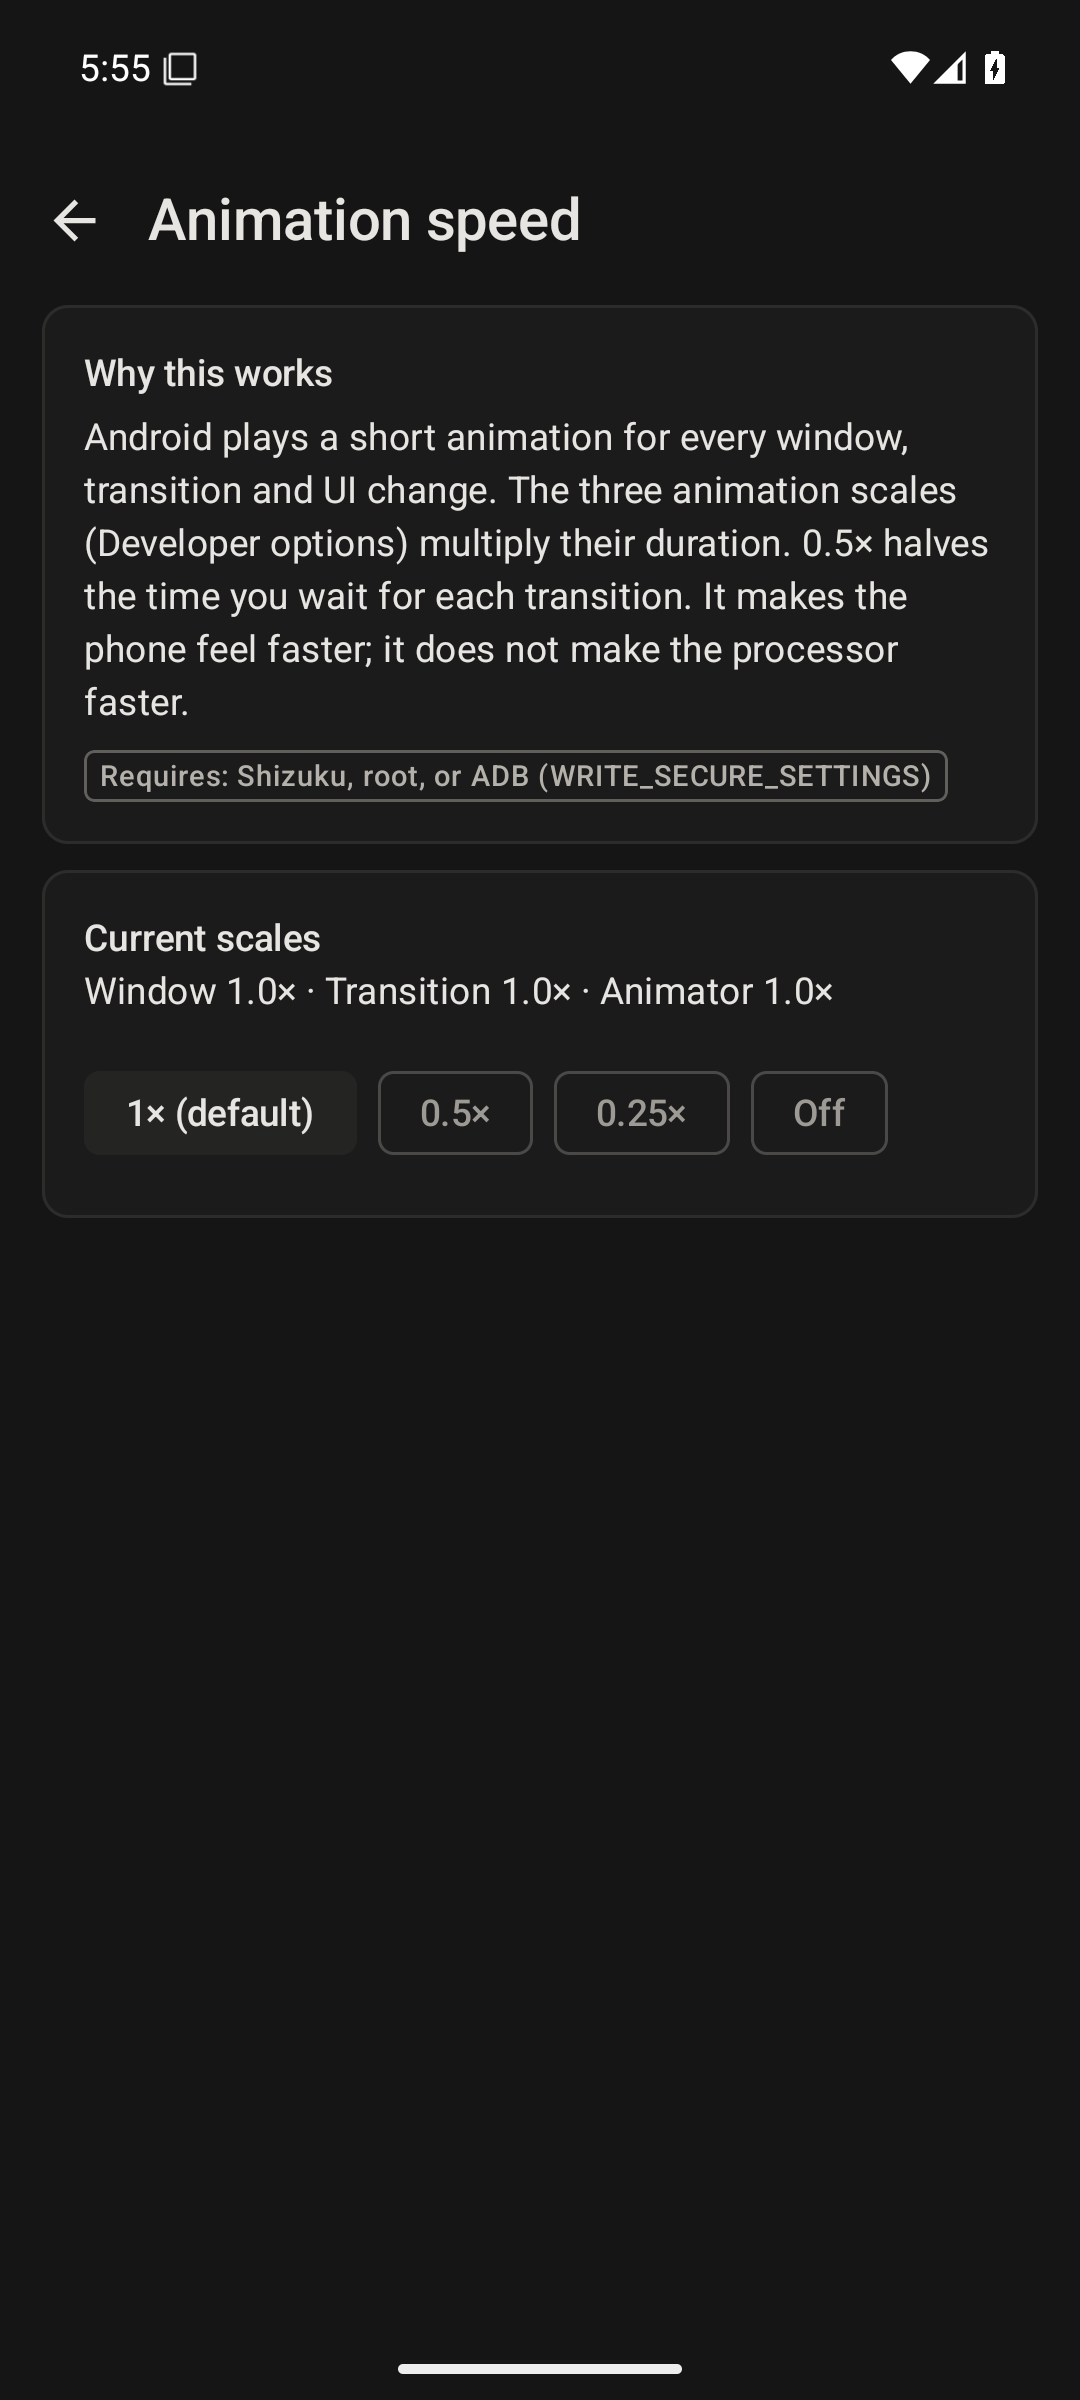 5:55
Animation speed
Why this works
Android plays a short animation for every window,
transition and UI change. The three animation scales
(Developer options) multiply their duration. 0.5× halves
the time you wait for each transition. It makes the
phone feel faster; it does not make the processor
faster.
Requires: Shizuku, root, or ADB (WRITE_SECURE_SETTINGS)
Current scales
Window 1.0× · Transition 1.0× · Animator 1.0×
1× (default) 0.5× 0.25× Off